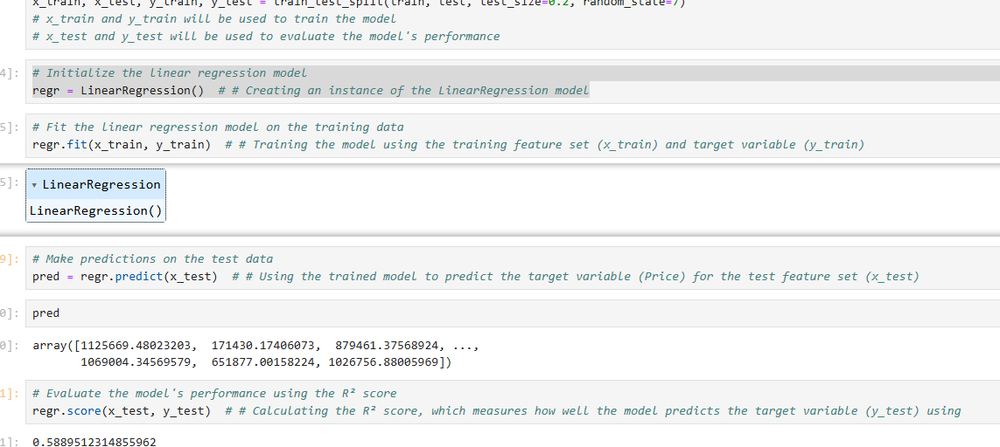 x_train, x_test, y_train, y_test = train_test_split(train, test, test_size=0.2, random_state=7)
# x_train and y_train will be used to train the model
# x_test and y_test will be used to evaluate the model's performance
4]: # Initialize the linear regression model
regr = LinearRegression()  # # Creating an instance of the LinearRegression model
5]: # Fit the linear regression model on the training data
regr.fit(x_train, y_train)  # # Training the model using the training feature set (x_train) and target variable (y_train)
5]: ▾ LinearRegression
LinearRegression()
9]: # Make predictions on the test data
pred = regr.predict(x_test)  # # Using the trained model to predict the target variable (Price) for the test feature set (x_test)
0]: pred
0]: array([1125669.48023203,  171430.17406073,  879461.37568924, ...,
1069004.34569579,  651877.00158224, 1026756.88005969])
1]: # Evaluate the model's performance using the R² score
regr.score(x_test, y_test)  # # Calculating the R² score, which measures how well the model predicts the target variable (y_test) using
1]: 0.5889512314855962